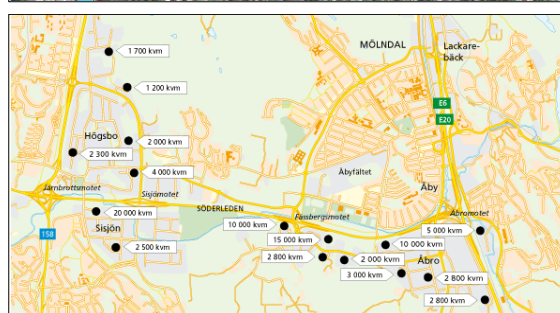 1 700 kvm
MÖLNDAL
Lackare-
bäck
1 200 kvm
E6
E20
Högsbo
2 000 kvm
2 300 kvm
4 000 kvm
Åbyfältet
Järnbrottsmotet
Sisjömotet
Åby
SÖDERLEDEN
20 000 kvm
Fässbergsmotet
Åbromotet
158
Sisjön
10 000 kvm
5 000 kvm
15 000 kvm
10 000 kvm
2 500 kvm
2 800 kvm
2 000 kvm
Åbro
3 000 kvm
2 800 kvm
2 800 kvm